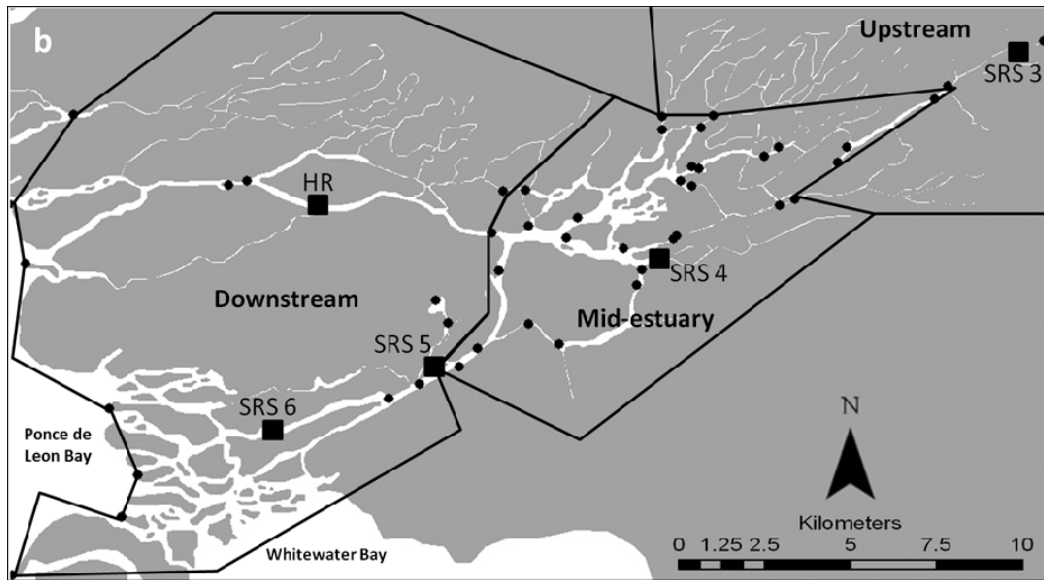 b
Upstream
SRS 3
HR
SRS 4
Downstream
Mid-estuary
SRS 5
SRS 6
Ponce de
Leon Bay
N
Kilometers
Whitewater Bay
0 1.25 2.5 5 7.5 10